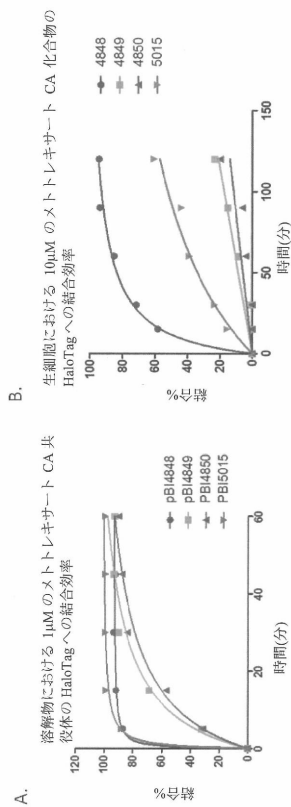 A.
溶解物における 1μM のメトトレキサート CA 共
役体の HaloTag への結合効率
結合%
100
80
60
40
20
0
pBI4848
pBI4849
PBI4850
PBI5015
0
20
40
60
時間(分)
B.
生細胞における 10μM のメトトレキサート CA 化合物の
HaloTag への結合効率
結合%
100
80
60
40
20
0
4848
4849
4850
5015
0
50
100
150
時間(分)